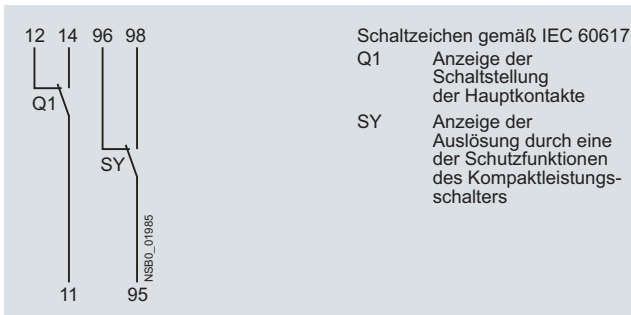 12 14 96 98
Q1
SY
NSB0_01985
11 95
Schaltzeichen gemäß IEC 60617
Q1 Anzeige der
Schaltstellung
der Hauptkontakte
SY Anzeige der
Auslösung durch eine
der Schutzfunktionen
des Kompaktleistungs-
schalters